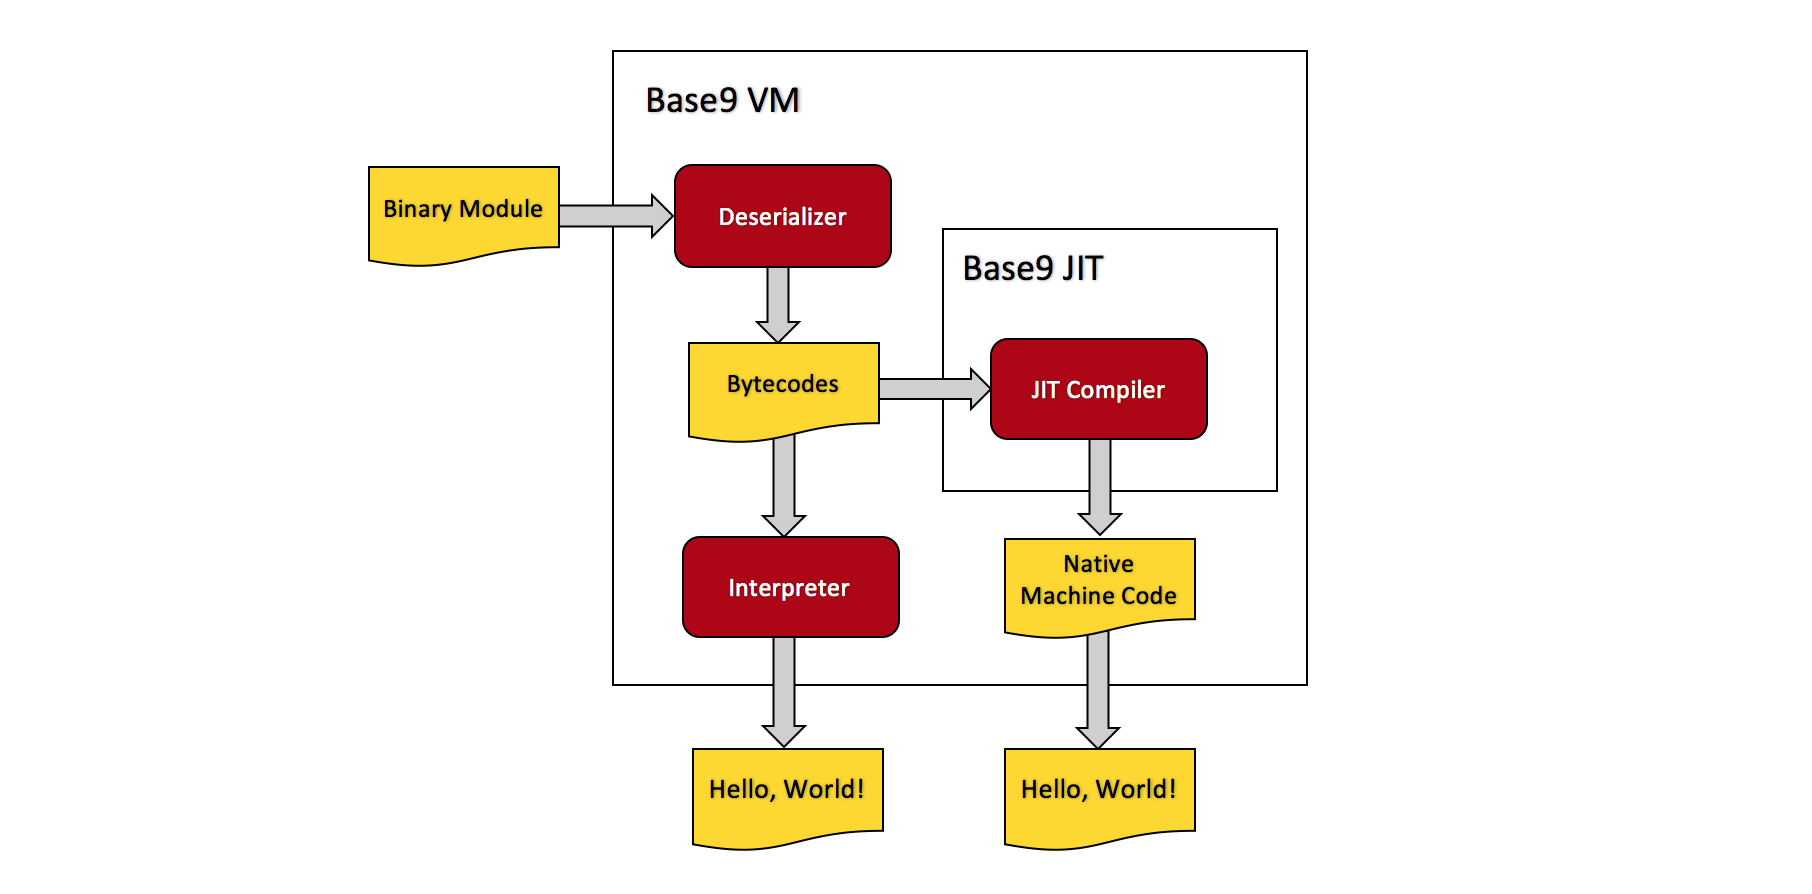 Base9 VM
Binary Module
Deserializer
Base9 JIT
Bytecodes
JIT Compiler
Interpreter
Native
Machine Code
Hello, World!
Hello, World!